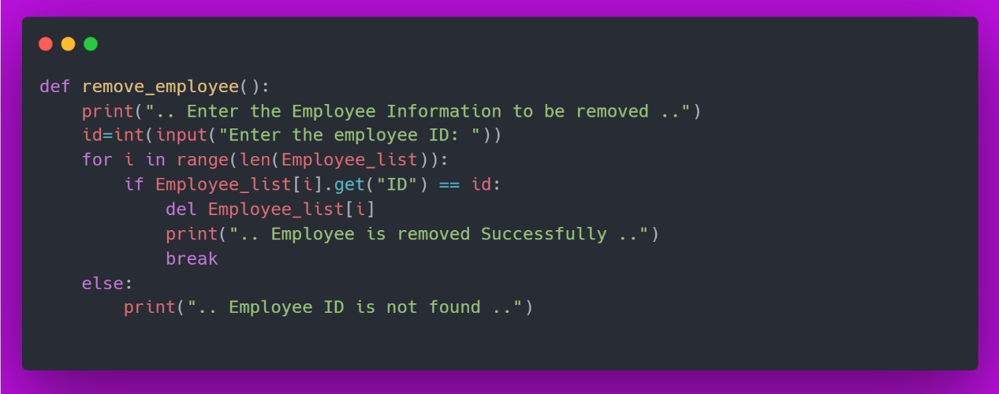 def remove_employee():
    print(".. Enter the Employee Information to be removed ..")
    id=int(input("Enter the employee ID: "))
    for i in range(len(Employee_list)):
        if Employee_list[i].get("ID") == id:
            del Employee_list[i]
            print(".. Employee is removed Successfully ..")
            break
    else:
        print(".. Employee ID is not found ..")